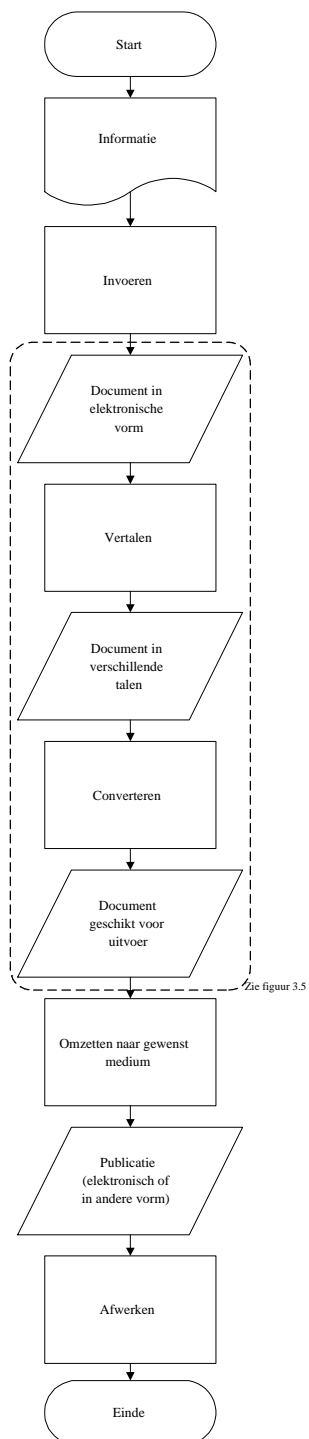 Start
Informatie
Invoeren
Document in
elektronische
vorm
Vertalen
Document in
verschillende
talen
Converteren
Document
geschikt voor
uitvoer
Zie figuur 3.5
Omzetten naar gewenst
medium
Publicatie
(elektronisch of
in andere vorm)
Afwerken
Einde